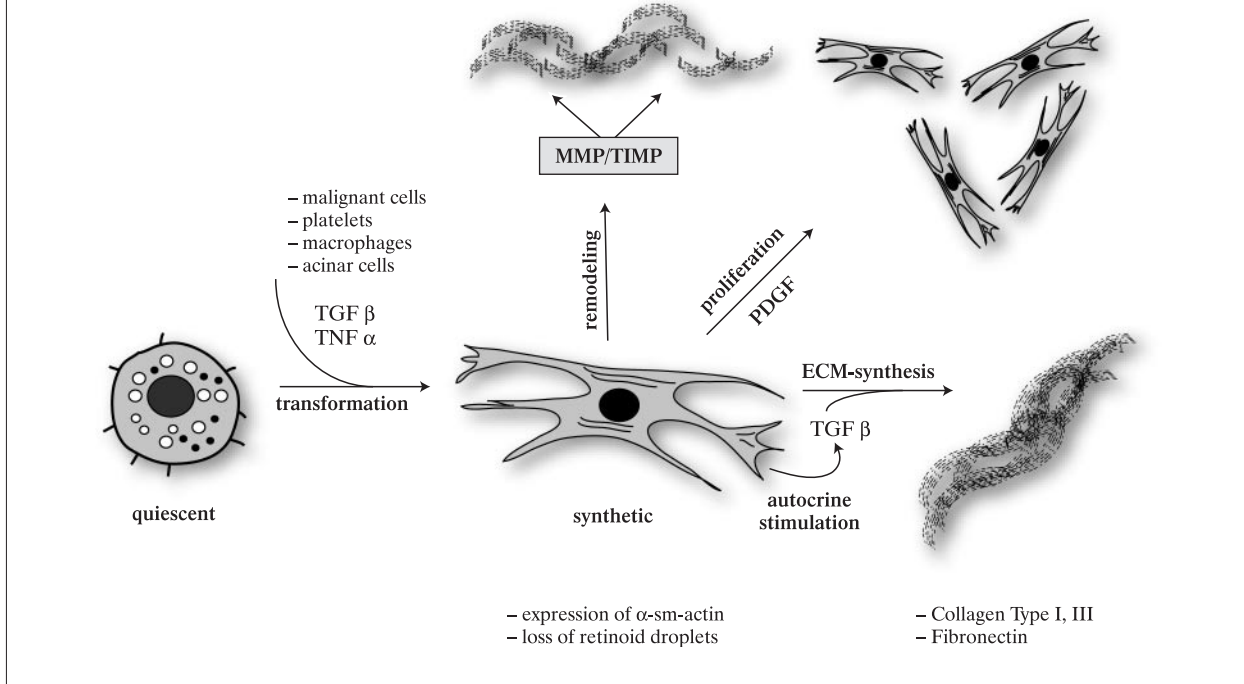 MMP/TIMP
– malignant cells
– platelets
– macrophages
– acinar cells
TGF β
TNF α
transformation
remodeling
proliferation
PDGF
ECM-synthesis
TGF β
autocrine
stimulation
quiescent
synthetic
– expression of α-sm-actin
– loss of retinoid droplets
– Collagen Type I, III
– Fibronectin